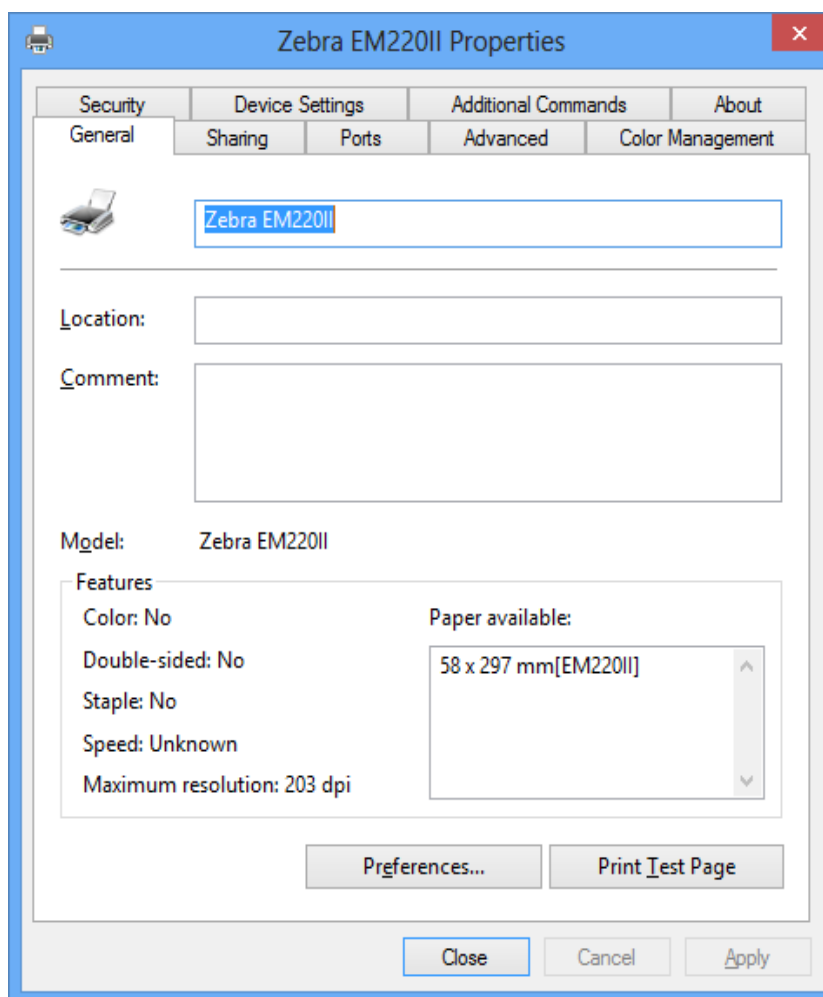 Zebra EM220II Properties
Security Device Settings Additional Commands About
General Sharing Ports Advanced Color Management
Zebra EM220II
Location:
Comment:
Model: Zebra EM220II
Features
Color: No Paper available:
Double-sided: No 58 x 297 mm[EM220II]
Staple: No
Speed: Unknown
Maximum resolution: 203 dpi
Preferences... Print Test Page
Close Cancel Apply